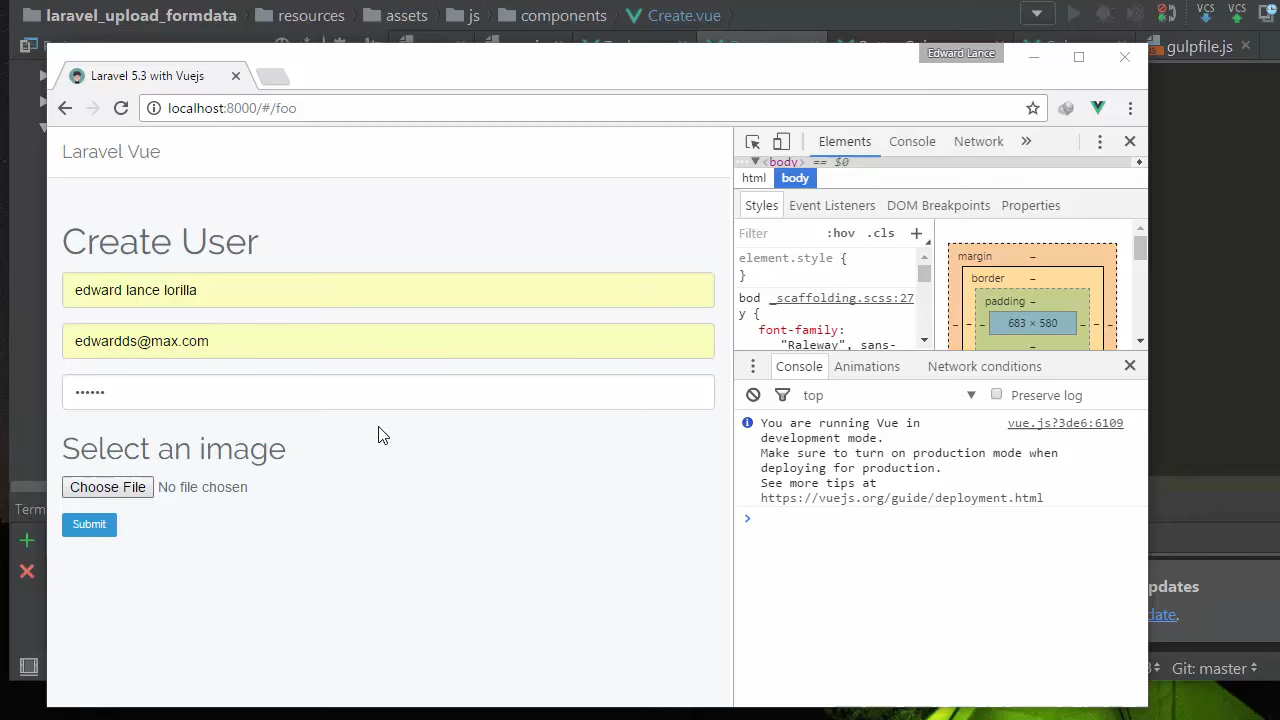 laravel_upload_formdata resources assets js components Create.vue
VCS VCS
gulpfile.js
Edward Lance
Laravel 5.3 with Vuejs
localhost:8000/#/foo
Laravel Vue
Create User
edward lance lorilla
edwardds@max.com
••••••
Select an image
Choose File No file chosen
Submit
Elements Console Network
<body> == $0
html body
Styles Event Listeners DOM Breakpoints Properties
Filter :hov .cls +
element.style {
}
bod _scaffolding.scss:27
y {
font-family:
"Raleway", sans-
margin –
border –
padding –
– – – 683 × 580 – – –
–
Console Animations Network conditions
top Preserve log
You are running Vue in vue.js?3de6:6109
development mode.
Make sure to turn on production mode when
deploying for production.
See more tips at
https://vuejs.org/guide/deployment.html
Term
pdates
date.
Git: master